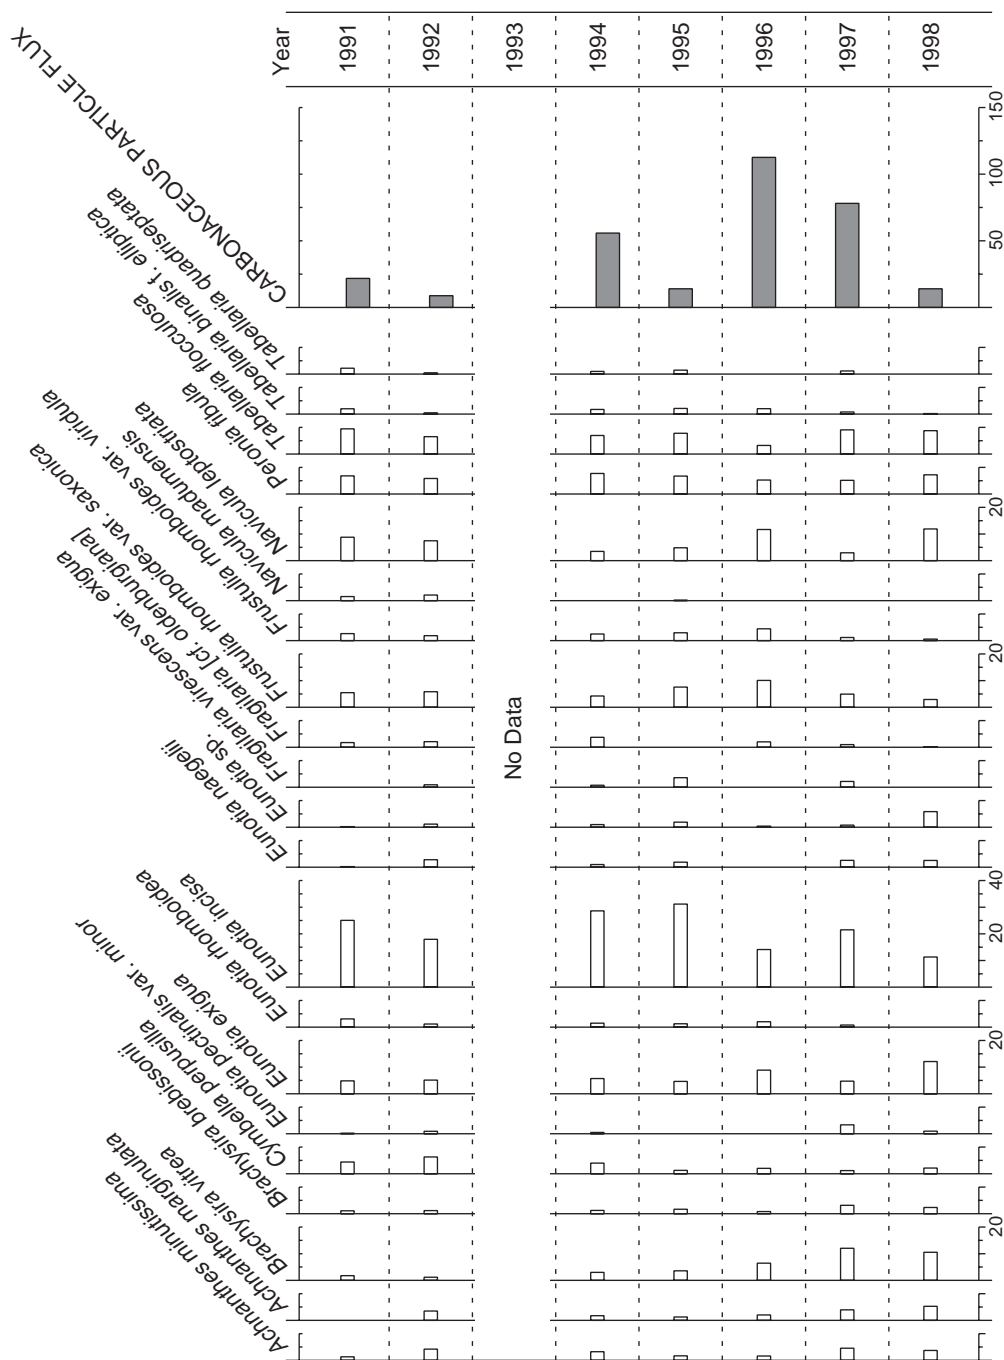 Year
1991
1992
1993
1994
1995
1996
1997
1998
CARBONACEOUS PARTICLE FLUX
150
100
50
Tabellaria quadriseptata
Tabellaria binalis f. elliptica
Tabellaria flocculosa
Peronia fibula
Navicula leptostriata
20
Navicula madumensis
Frustulia rhomboides var. viridula
Frustulia rhomboides var. saxonica
20
Fragilaria [cf. oldenburgiana]
Fragilaria virescens var. exigua
No Data
Eunotia sp.
Eunotia naegelii
Eunotia incisa
40
20
Eunotia rhomboidea
Eunotia exigua
20
Eunotia pectinalis var. minor
Cymbella perpusilla
Brachysira brebissonii
Brachysira vitrea
20
Achnanthes marginulata
Achnanthes minutissima